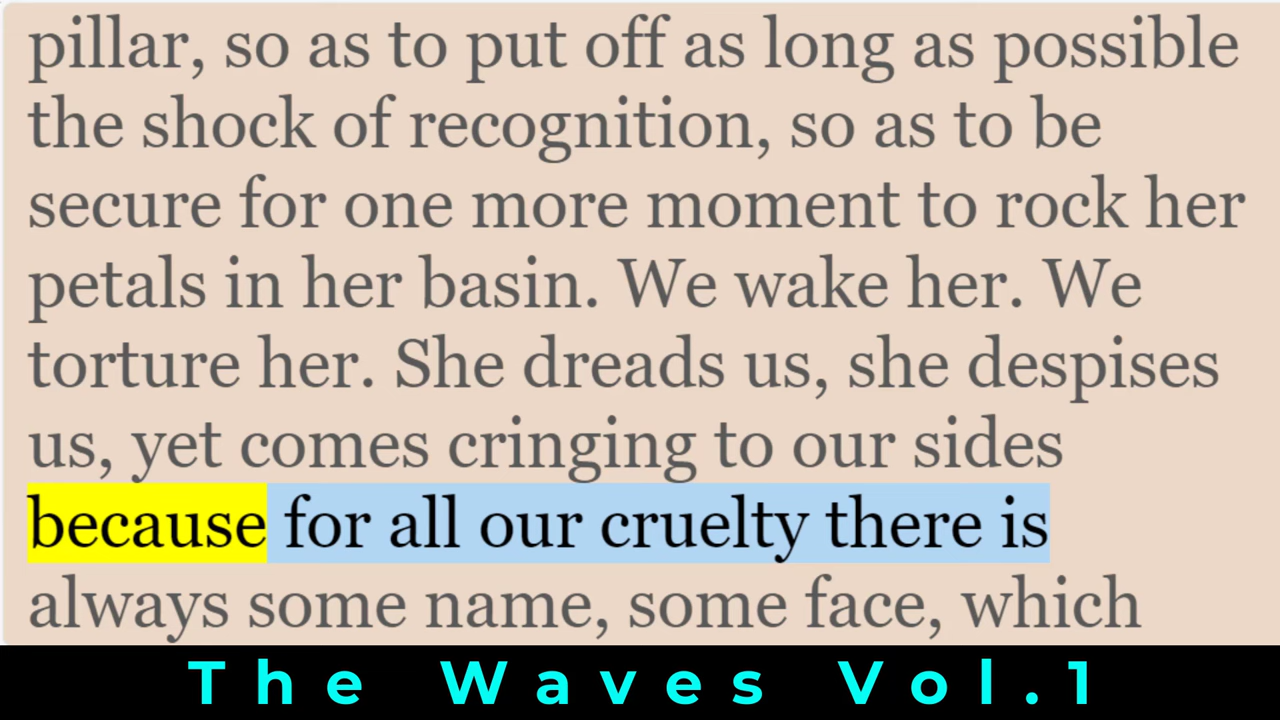 pillar, so as to put off as long as possible
the shock of recognition, so as to be
secure for one more moment to rock her
petals in her basin. We wake her. We
torture her. She dreads us, she despises
us, yet comes cringing to our sides
because for all our cruelty there is
always some name, some face, which
The Waves Vol.1